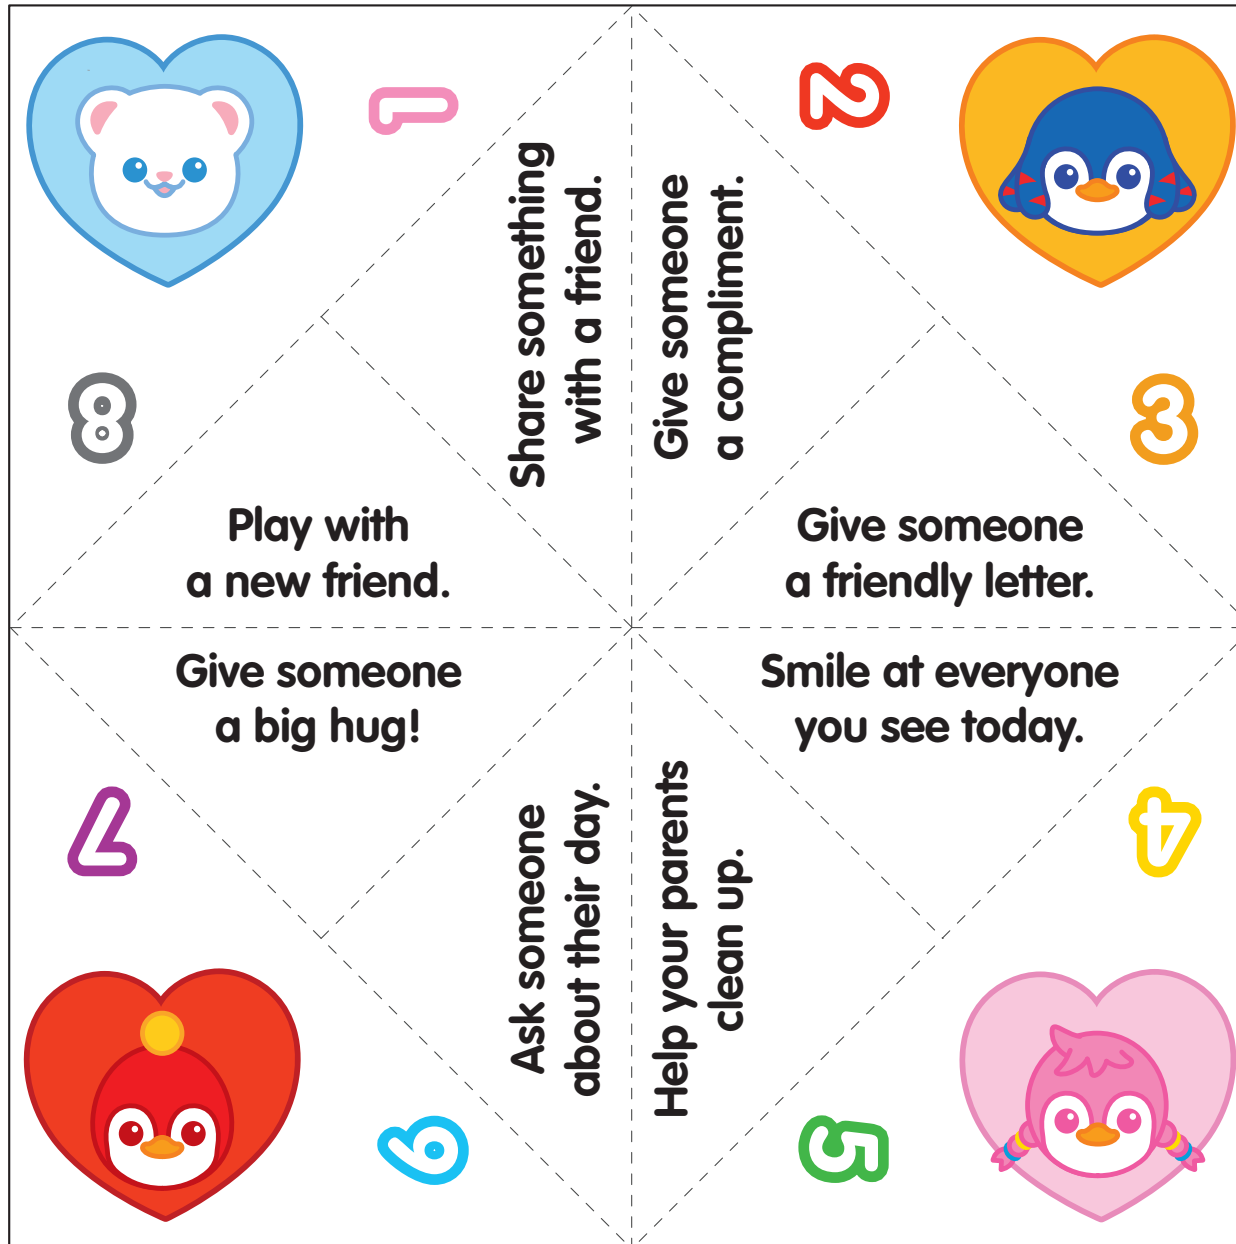 1
Share something
with a friend.
2
Give someone
a compliment.
3
Give someone
a friendly letter.
4
Smile at everyone
you see today.
5
Help your parents
clean up.
6
Ask someone
about their day.
7
Give someone
a big hug!
8
Play with
a new friend.